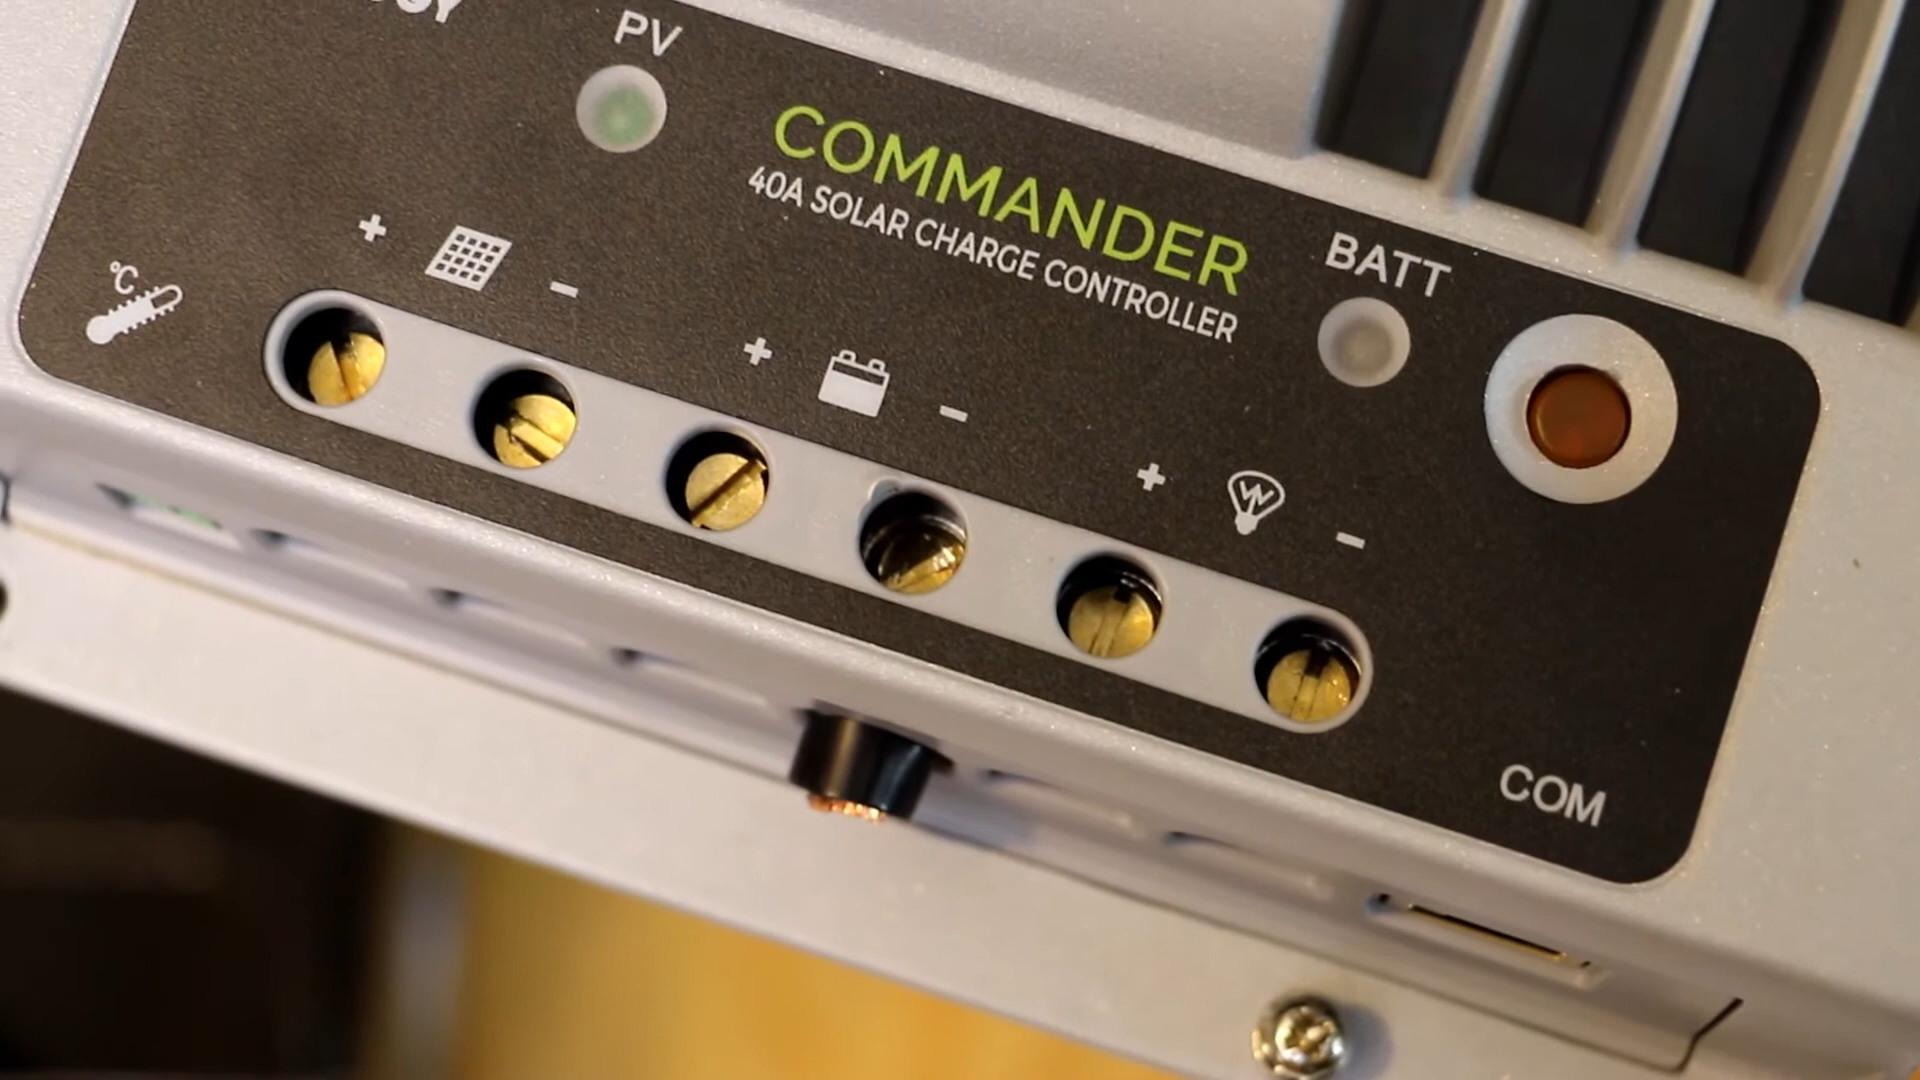 PV
COMMANDER
40A SOLAR CHARGE CONTROLLER
BATT
°C
+ -
+ -
+ -
COM